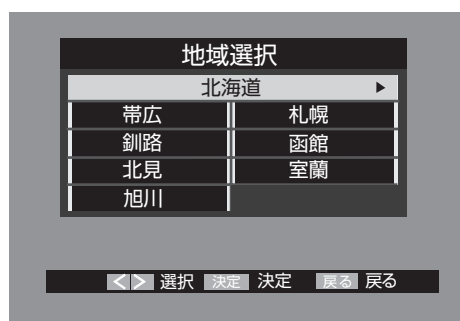 地域選択
北海道 ▶
帯広 札幌
釧路 函館
北見 室蘭
旭川
< > 選択 決定 決定 戻る 戻る